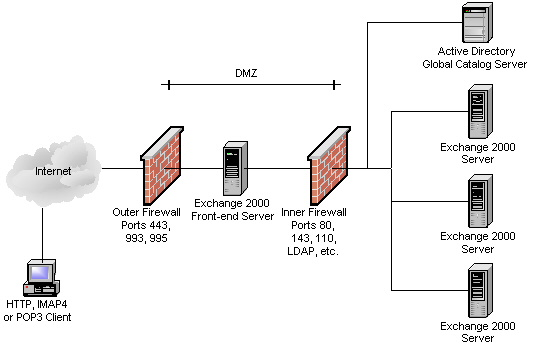 Active Directory
Global Catalog Server
DMZ
Exchange 2000
Server
Internet
Outer Firewall
Ports 443,
993, 995
Exchange 2000
Front-end Server
Inner Firewall
Ports 80,
143, 110,
LDAP, etc.
Exchange 2000
Server
HTTP, IMAP4
or POP3 Client
Exchange 2000
Server